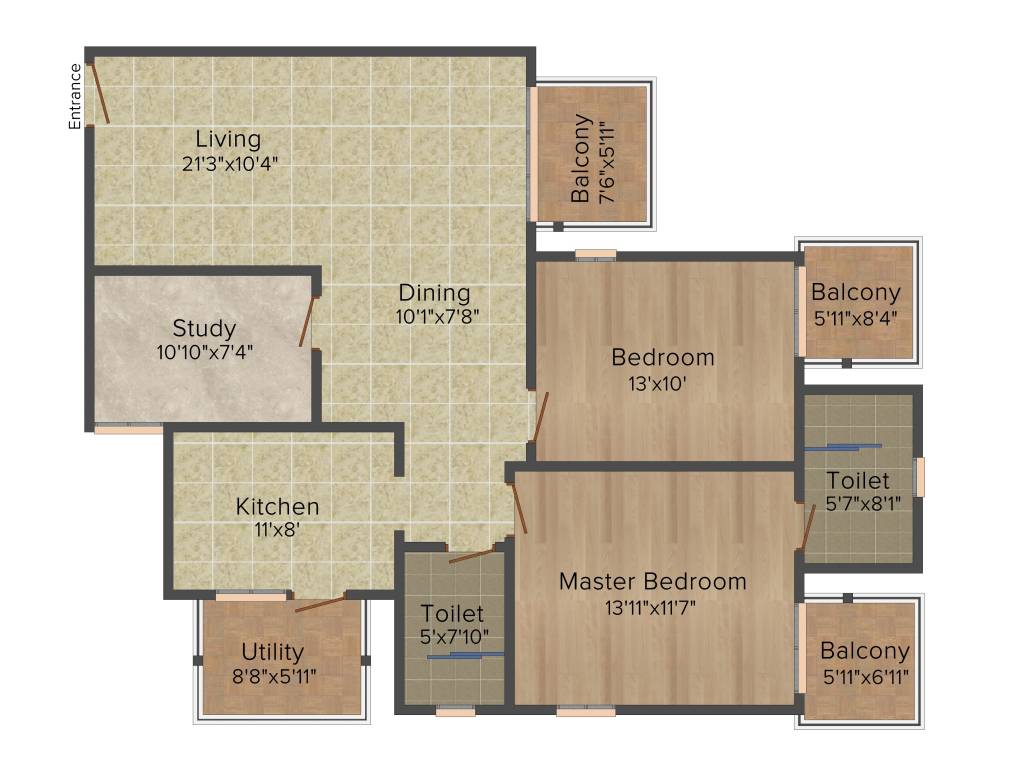 Entrance
Living
21'3"x10'4"
Balcony
7'6"x5'11"
Dining
10'1"x7'8"
Balcony
5'11"x8'4"
Study
10'10"x7'4"
Bedroom
13'x10'
Toilet
5'7"x8'1"
Kitchen
11'x8'
Master Bedroom
13'11"x11'7"
Toilet
5'x7'10"
Utility
8'8"x5'11"
Balcony
5'11"x6'11"